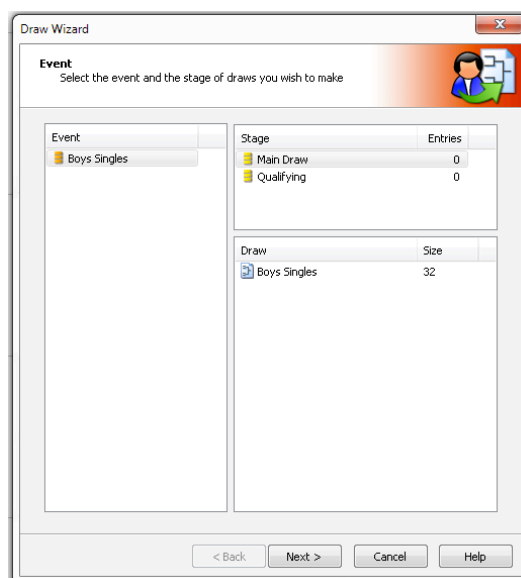 Draw Wizard
Event
Select the event and the stage of draws you wish to make
Event
Boys Singles
Stage Entries
Main Draw 0
Qualifying 0
Draw Size
Boys Singles 32
< Back Next > Cancel Help